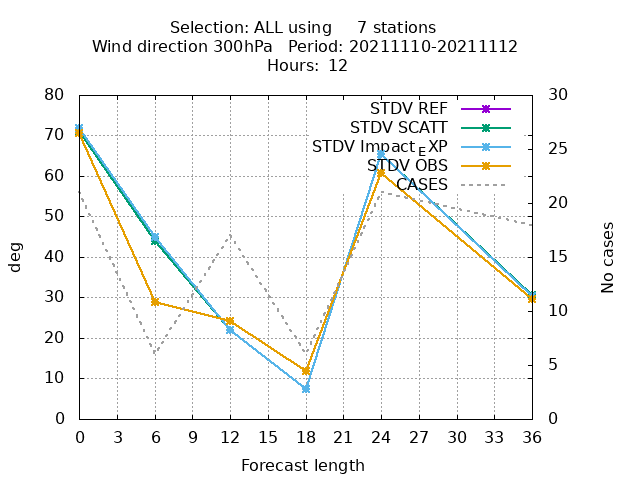 Selection: ALL using     7 stations
Wind direction 300hPa   Period: 20211110-20211112
Hours: 12
80
70
60
50
40
30
20
10
0
deg
30
25
20
15
10
5
0
No cases
STDV REF
STDV SCATT
STDV Impact_EXP
STDV OBS
CASES
0 3 6 9 12 15 18 21 24 27 30 33 36
Forecast length